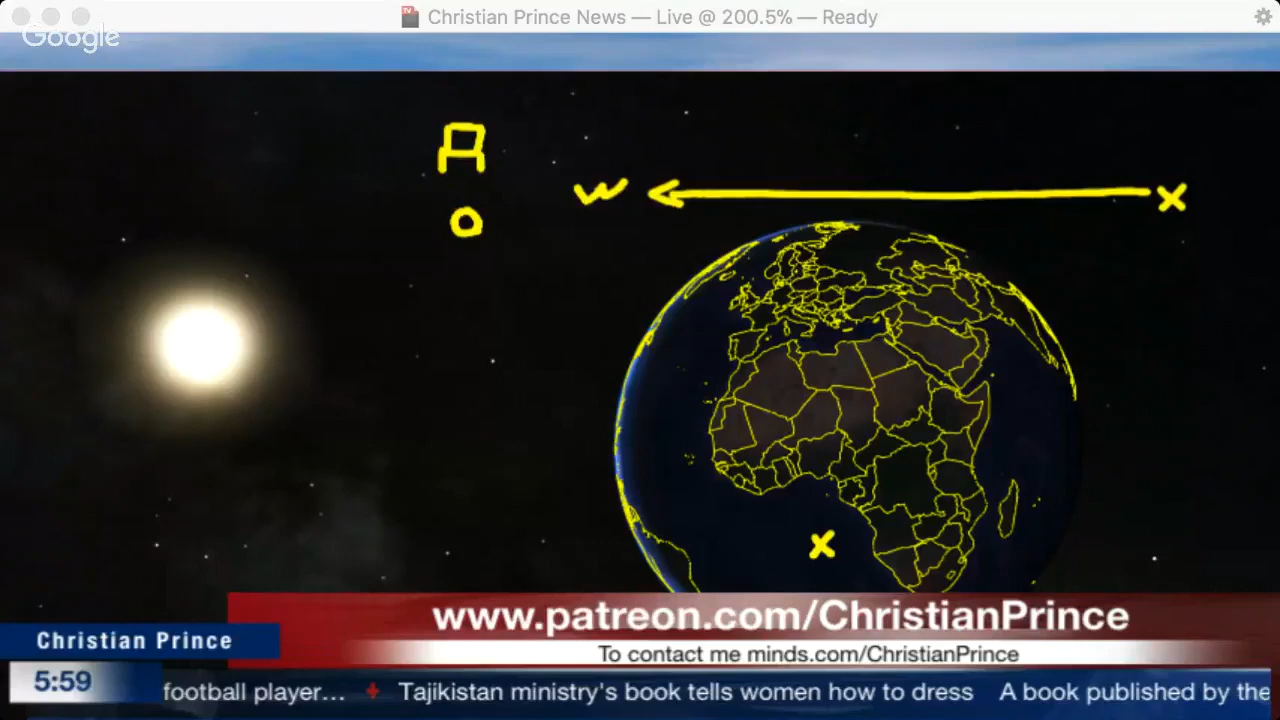 Christian Prince News — Live @ 200.5% — Ready
Google
W
X
X
www.patreon.com/ChristianPrince
To contact me minds.com/ChristianPrince
Christian Prince
5:59
football player... Tajikistan ministry's book tells women how to dress A book published by the